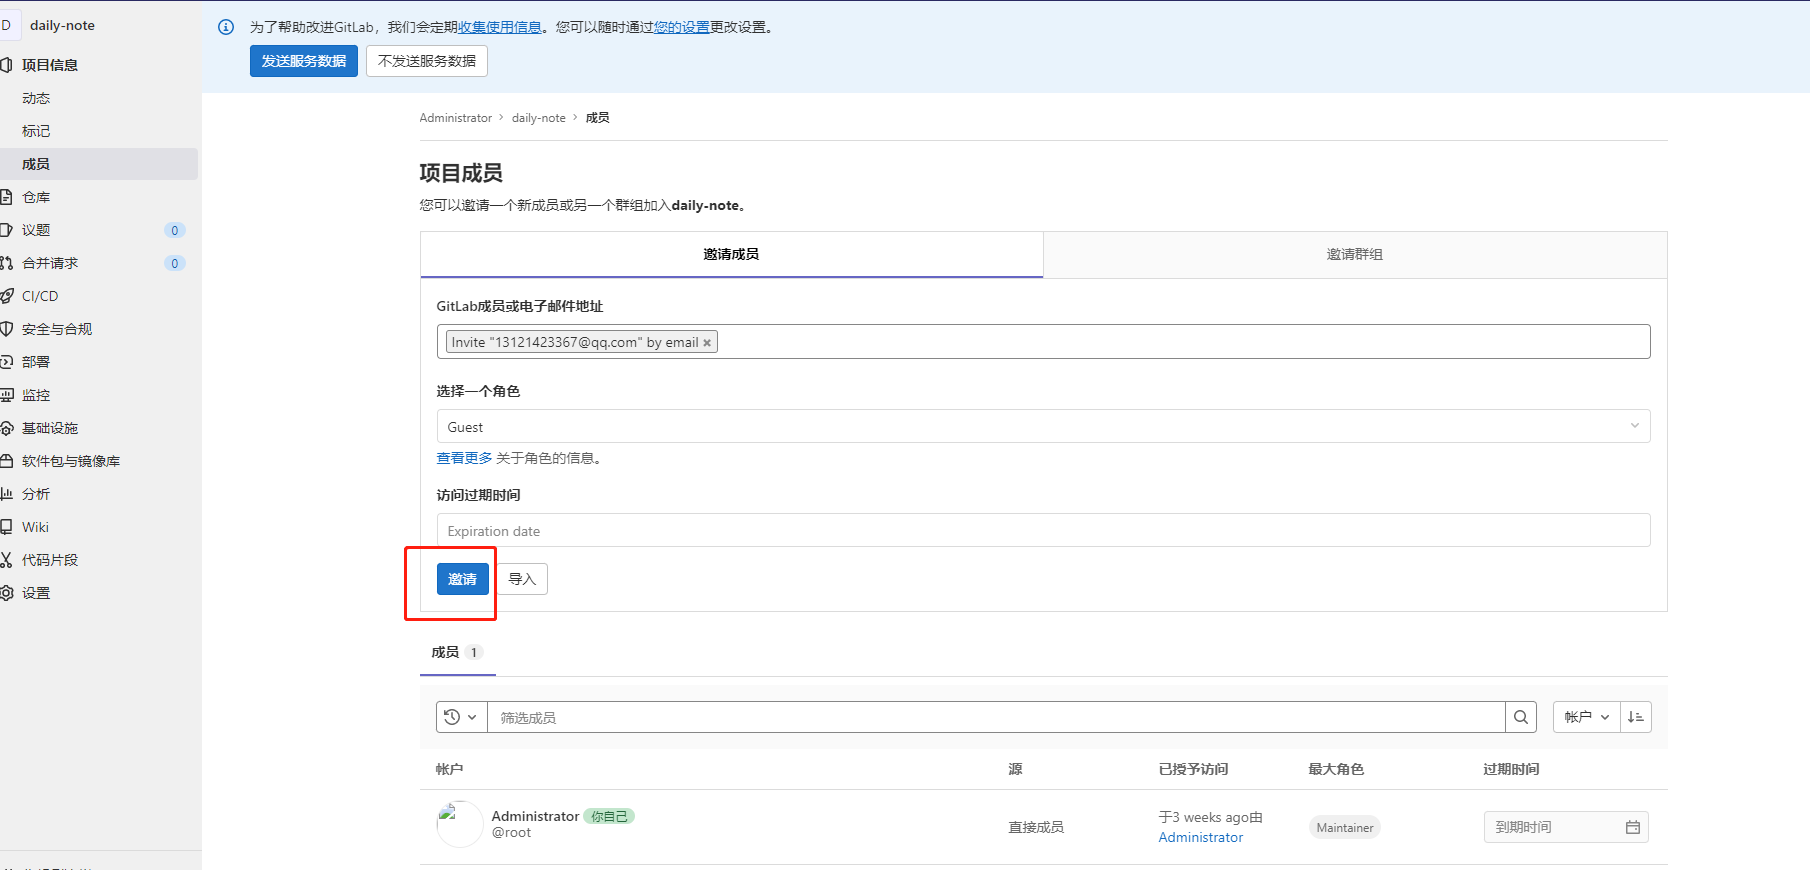 D daily-note
项目信息
动态
标记
成员
仓库
议题 0
合并请求 0
CI/CD
安全与合规
部署
监控
基础设施
软件包与镜像库
分析
Wiki
代码片段
设置
为了帮助改进GitLab，我们会定期收集使用信息。您可以随时通过您的设置更改设置。
发送服务数据 不发送服务数据
Administrator › daily-note › 成员
项目成员
您可以邀请一个新成员或另一个群组加入daily-note。
邀请成员 邀请群组
GitLab成员或电子邮件地址
Invite "13121423367@qq.com" by email ×
选择一个角色
Guest
查看更多 关于角色的信息。
访问过期时间
Expiration date
邀请 导入
成员 1
筛选成员 帐户
帐户 源 已授予访问 最大角色 过期时间
Administrator 你自己
@root
直接成员
于3 weeks ago由
Administrator
Maintainer
到期时间